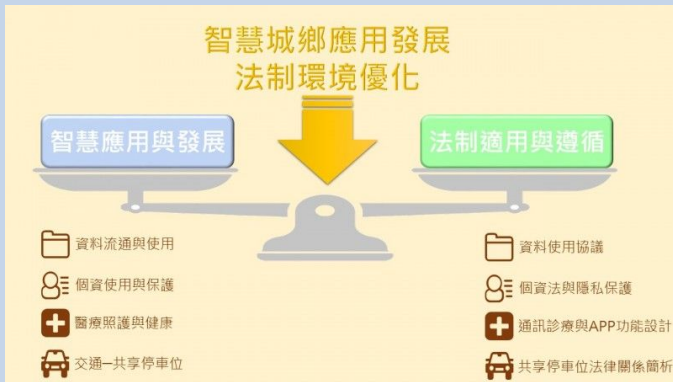 智慧城鄉應用發展
法制環境優化
智慧應用與發展
法制適用與遵循
資料流通與使用
個資使用與保護
醫療照護與健康
交通─共享停車位
資料使用協議
個資法與隱私保護
通訊診療與APP功能設計
共享停車位法律關係簡析